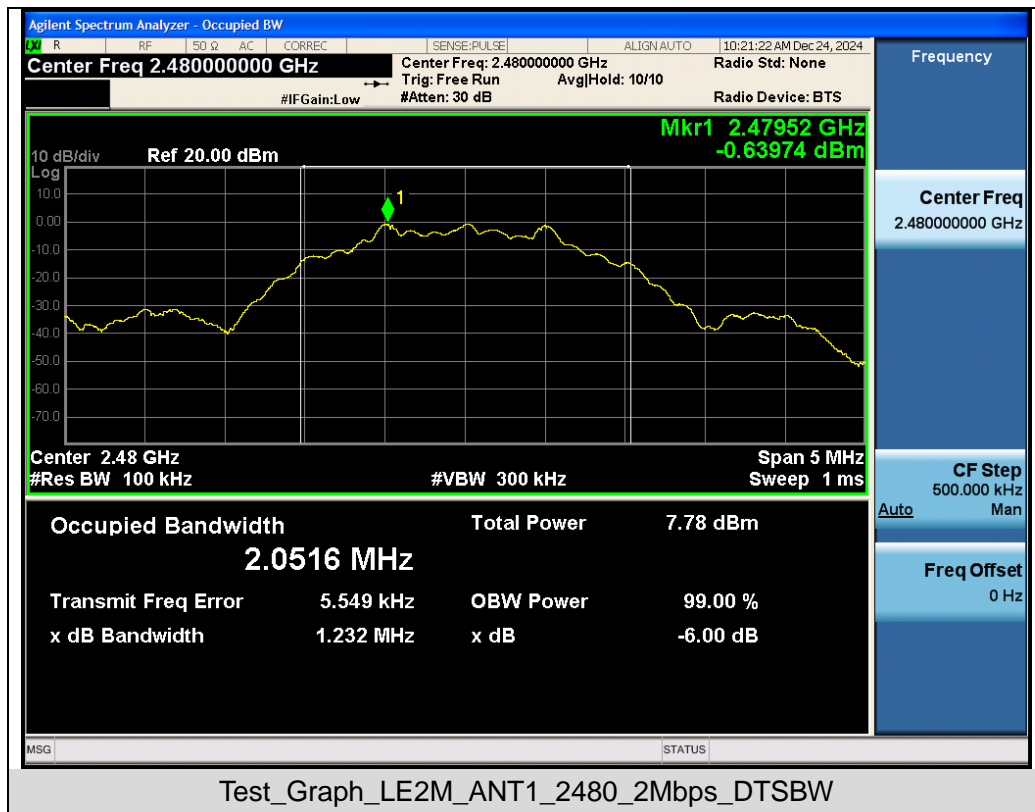 Agilent Spectrum Analyzer - Occupied BW
LXI R RF 50 Ω AC CORREC SENSE:PULSE ALIGN AUTO 10:21:22 AM Dec 24, 2024
Center Freq 2.480000000 GHz
Center Freq: 2.480000000 GHz
Radio Std: None
Trig: Free Run Avg|Hold: 10/10
#IFGain:Low
#Atten: 30 dB
Radio Device: BTS
Mkr1 2.47952 GHz
-0.63974 dBm
10 dB/div Ref 20.00 dBm
Log
10.0
0.00
-10.0
-20.0
-30.0
-40.0
-50.0
-60.0
-70.0
1
Center 2.48 GHz
Span 5 MHz
#Res BW 100 kHz
#VBW 300 kHz
Sweep 1 ms
Occupied Bandwidth
2.0516 MHz
Total Power 7.78 dBm
Transmit Freq Error 5.549 kHz
OBW Power 99.00 %
x dB Bandwidth 1.232 MHz
x dB -6.00 dB
Frequency
Center Freq
2.480000000 GHz
CF Step
500.000 kHz
Auto Man
Freq Offset
0 Hz
MSG
STATUS
Test_Graph_LE2M_ANT1_2480_2Mbps_DTSBW